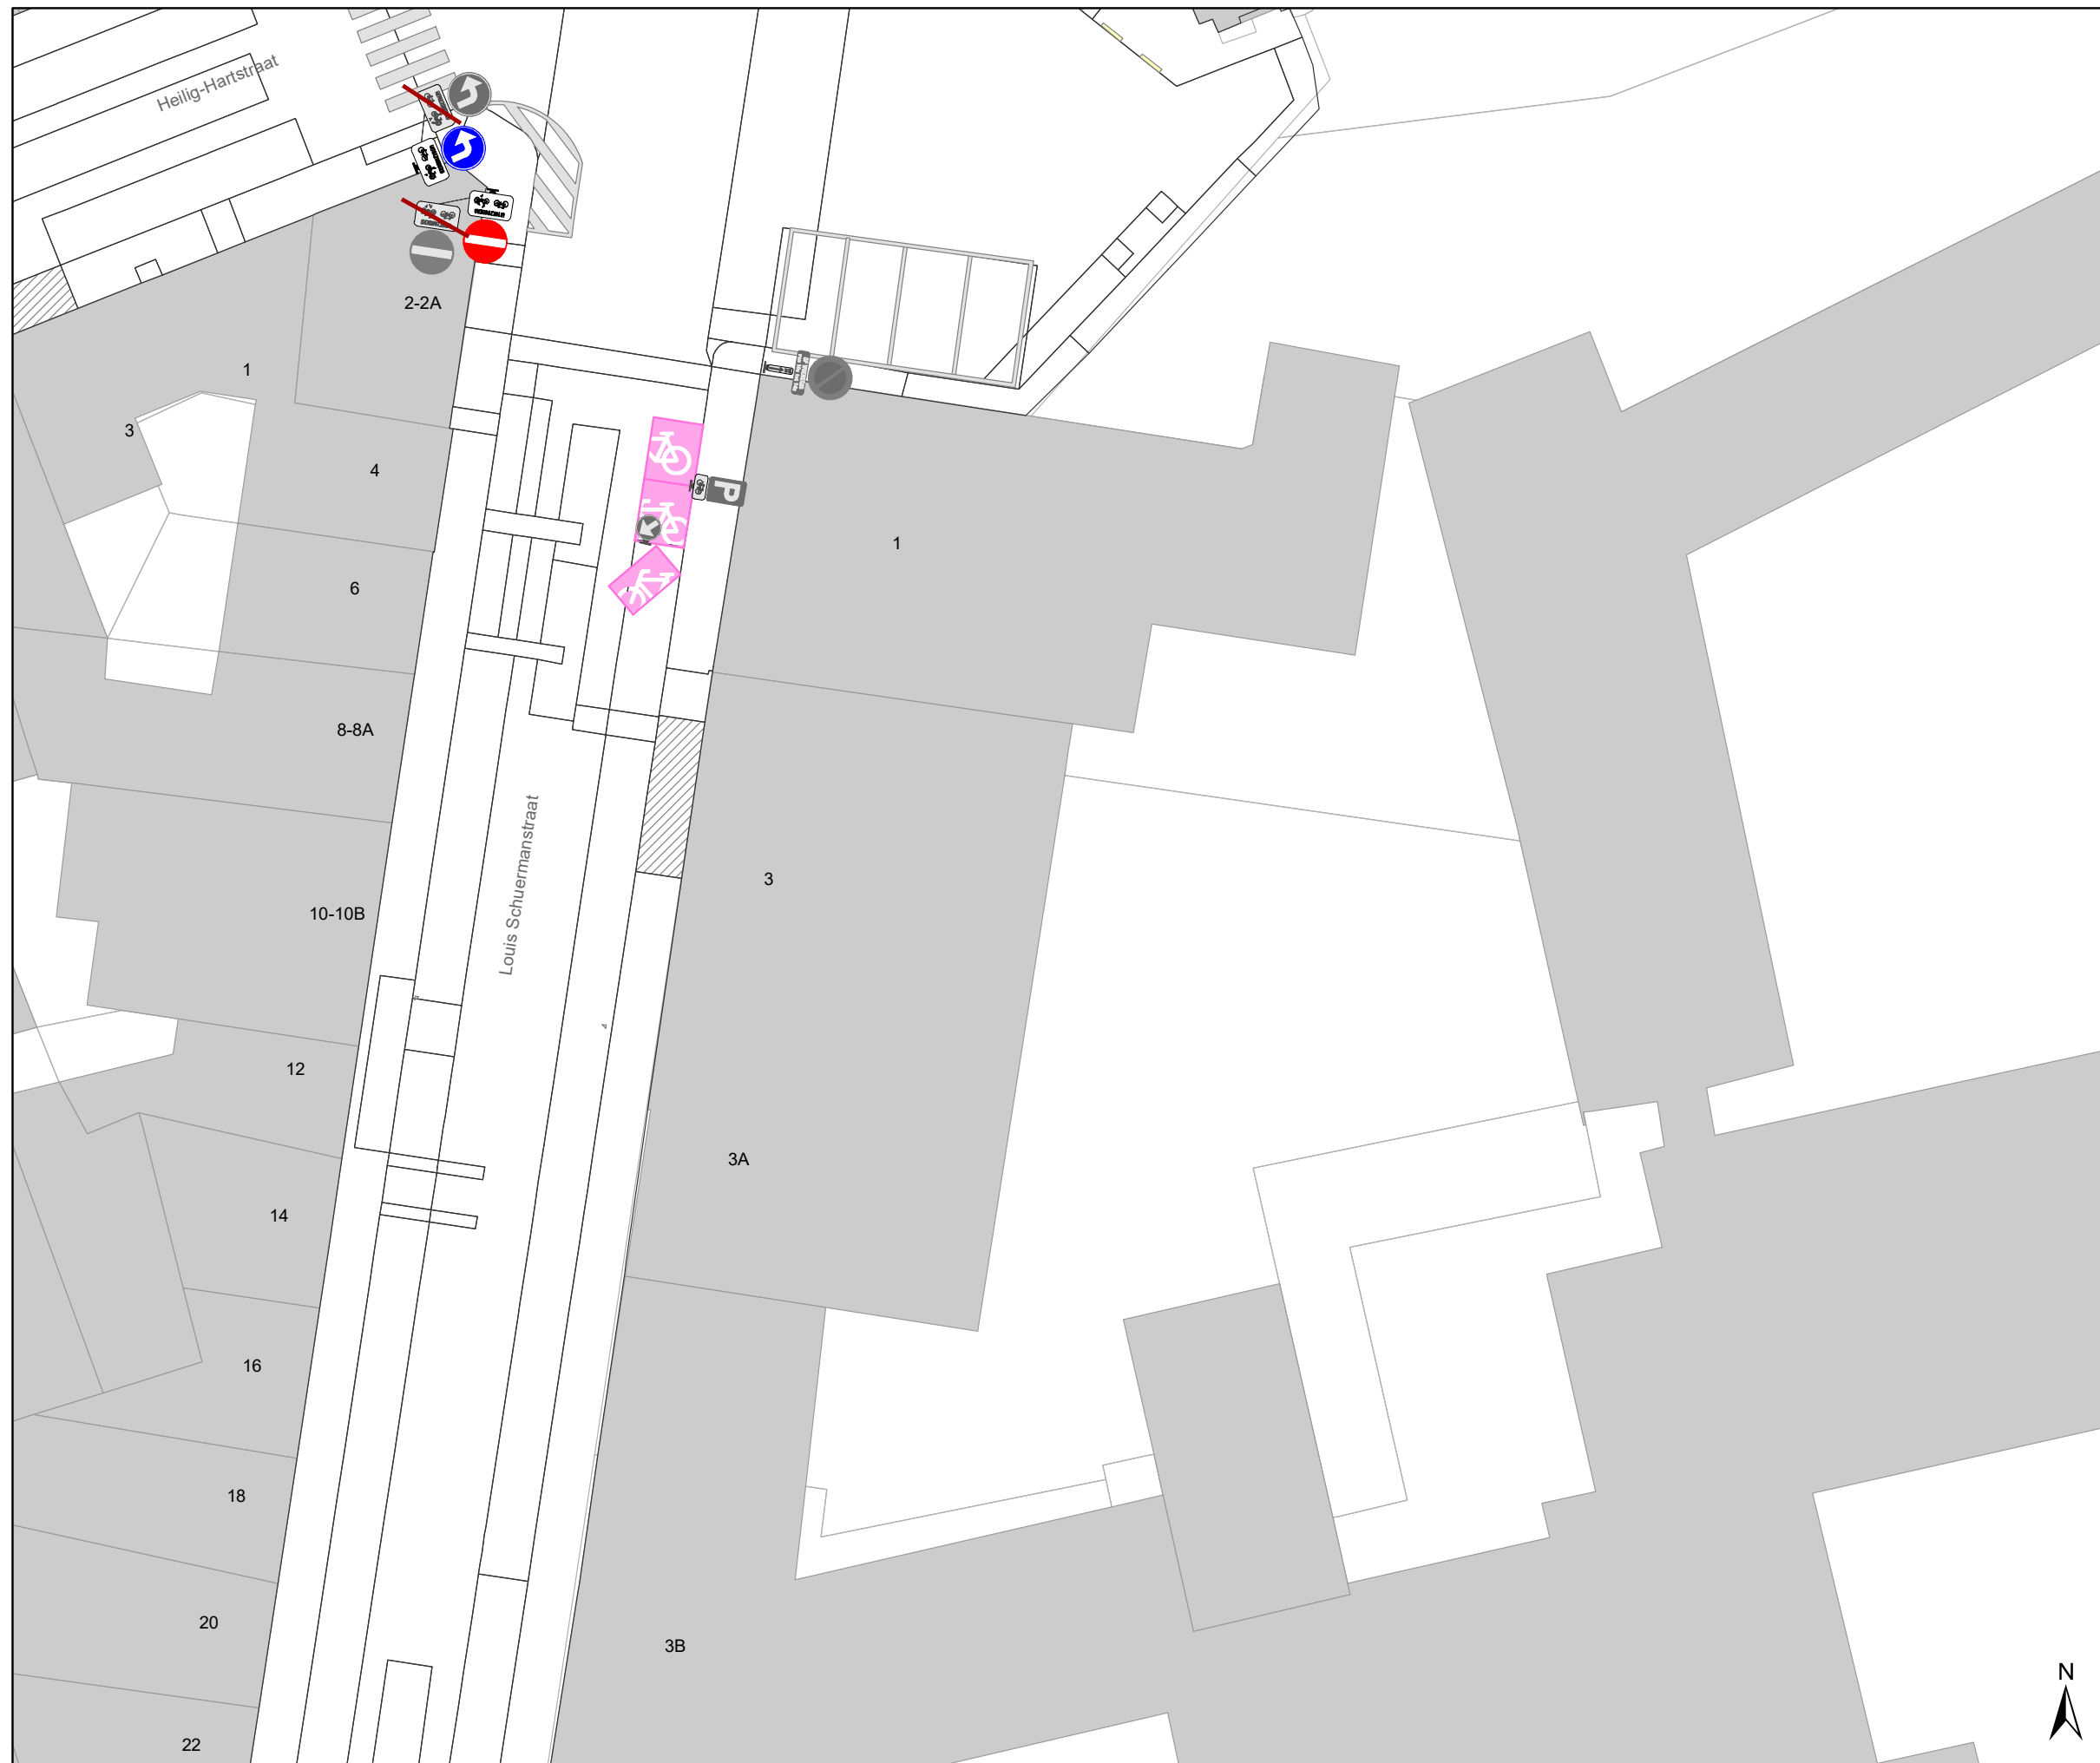 Heilig-Hartstraat
2-2A
1
3
4
P
1
6
8-8A
Louis Schuermanstraat
3
10-10B
12
3A
14
16
18
20
3B
N
22